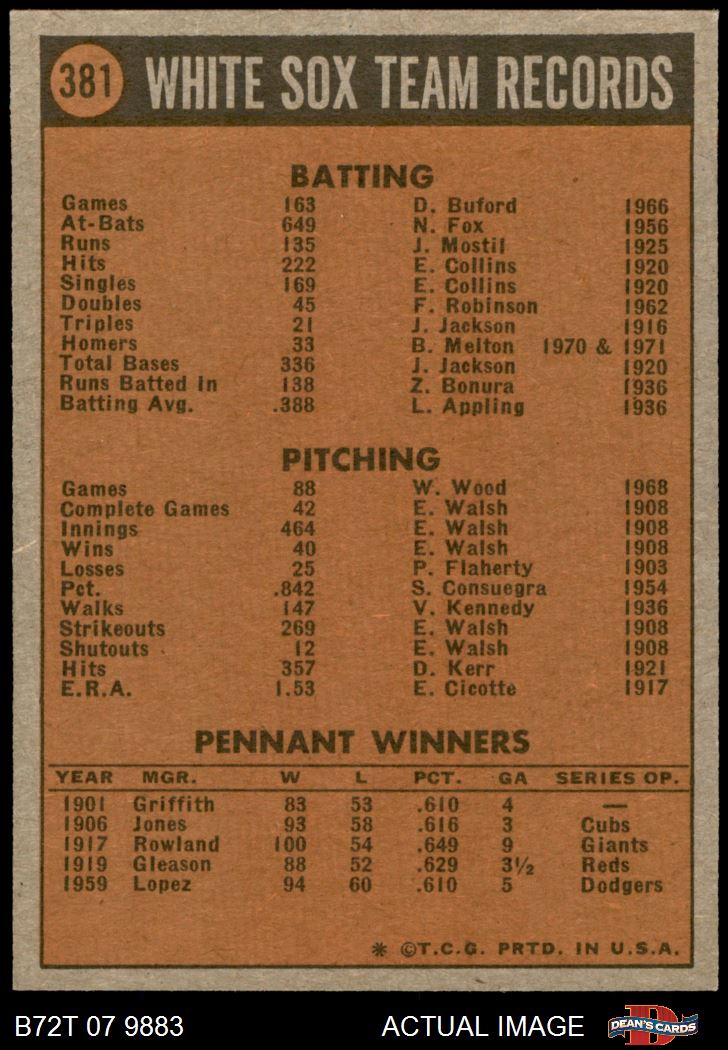 381 WHITE SOX TEAM RECORDS
BATTING
Games 163 D. Buford 1966
At-Bats 649 N. Fox 1956
Runs 135 J. Mostil 1925
Hits 222 E. Collins 1920
Singles 169 E. Collins 1920
Doubles 45 F. Robinson 1962
Triples 21 J. Jackson 1916
Homers 33 B. Melton 1970 & 1971
Total Bases 336 J. Jackson 1920
Runs Batted In 138 Z. Bonura 1936
Batting Avg. .388 L. Appling 1936
PITCHING
Games 88 W. Wood 1968
Complete Games 42 E. Walsh 1908
Innings 464 E. Walsh 1908
Wins 40 E. Walsh 1908
Losses 25 P. Flaherty 1903
Pct. .842 S. Consuegra 1954
Walks 147 V. Kennedy 1936
Strikeouts 269 E. Walsh 1908
Shutouts 12 E. Walsh 1908
Hits 357 D. Kerr 1921
E.R.A. 1.53 E. Cicotte 1917
PENNANT WINNERS
YEAR MGR. W L PCT. GA SERIES OP.
1901 Griffith 83 53 .610 4 —
1906 Jones 93 58 .616 3 Cubs
1917 Rowland 100 54 .649 9 Giants
1919 Gleason 88 52 .629 3½ Reds
1959 Lopez 94 60 .610 5 Dodgers
* ©T.C.G. PRTD. IN U.S.A.
B72T 07 9883 ACTUAL IMAGE DEAN'S CARDS